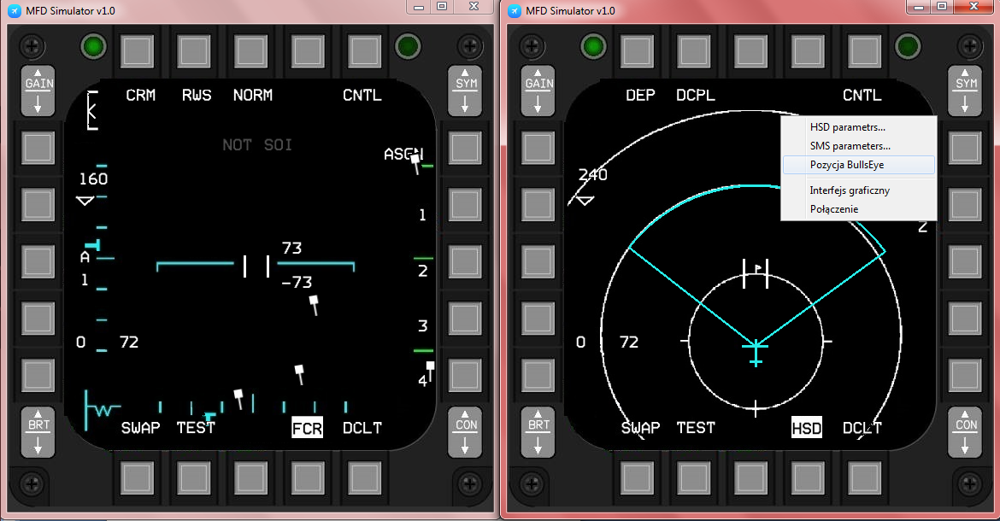 MFD Simulator v1.0
GAIN
SYM
CRM RWS NORM CNTL
NOT SOI
ASGN
160
1
73
A
1
2
-73
3
0 72
4
SWAP TEST FCR DCLT
BRT
CON
MFD Simulator v1.0
GAIN
SYM
DEP DCPL CNTL
HSD parametrs...
SMS parameters...
Pozycja BullsEye
Interfejs graficzny
Połączenie
240
2
0 72
SWAP TEST HSD DCLT
BRT
CON